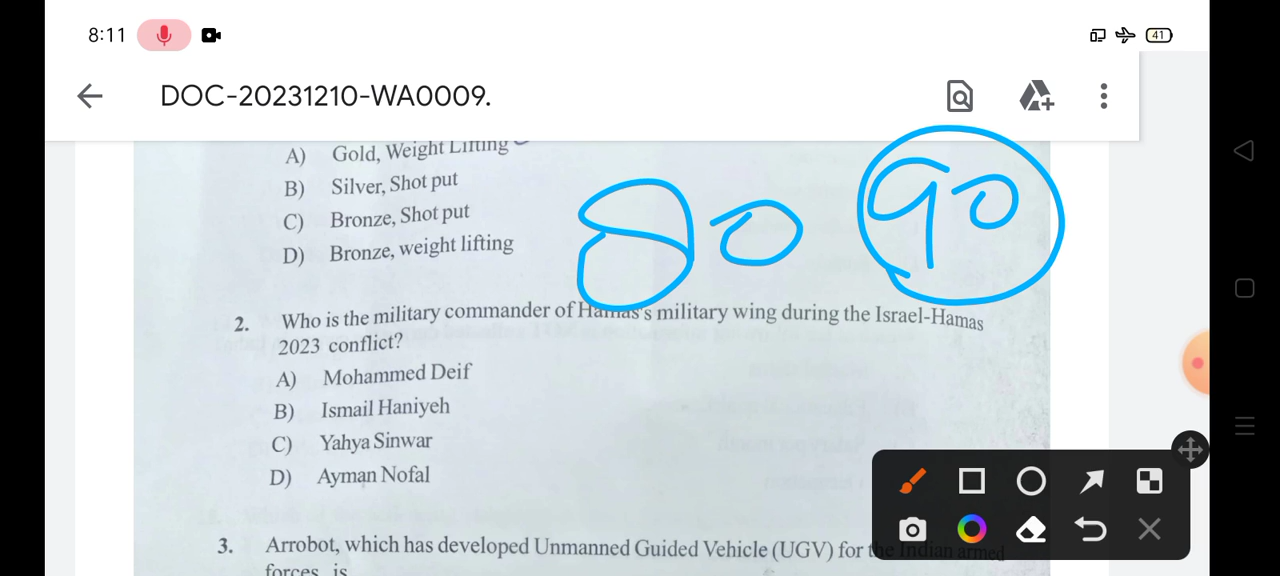 8:11
41
DOC-20231210-WA0009.
A) Gold, Weight Lifting
B) Silver, Shot put
C) Bronze, Shot put
D) Bronze, weight lifting
80 90
2. Who is the military commander of Hamas's military wing during the Israel-Hamas
2023 conflict?
A) Mohammed Deif
B) Ismail Haniyeh
C) Yahya Sinwar
D) Ayman Nofal
3. Arrobot, which has developed Unmanned Guided Vehicle (UGV) for the Indian armed
forces, is